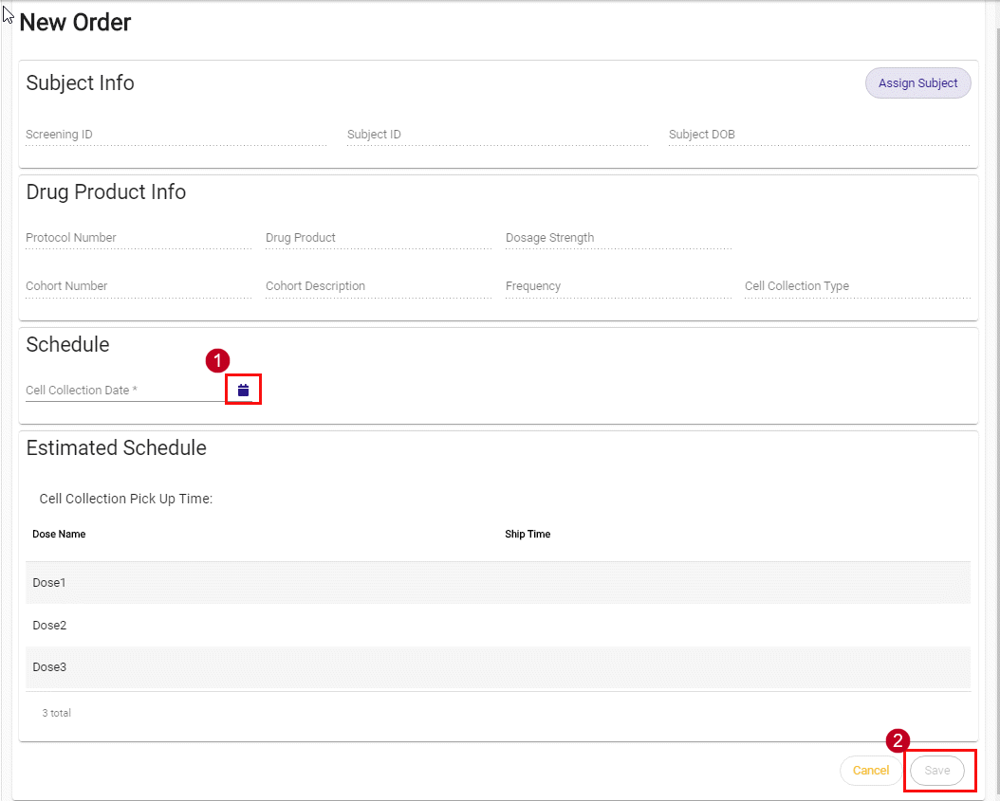 New Order
Subject Info
Assign Subject
Screening ID
Subject ID
Subject DOB
Drug Product Info
Protocol Number
Drug Product
Dosage Strength
Cohort Number
Cohort Description
Frequency
Cell Collection Type
Schedule
1
Cell Collection Date *
Estimated Schedule
Cell Collection Pick Up Time:
Dose Name
Ship Time
Dose1
Dose2
Dose3
3 total
2
Cancel
Save